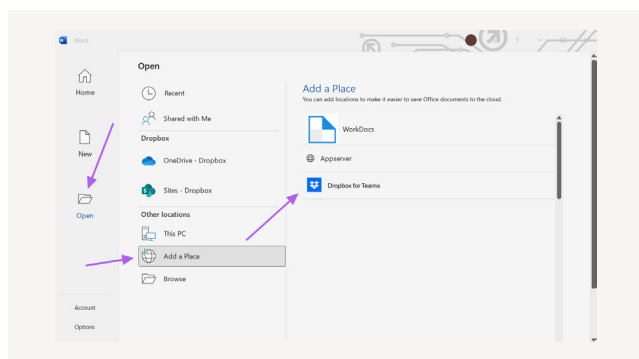 Word
?
Home
New
Open
Account
Options
Open
Recent
Shared with Me
Dropbox
OneDrive - Dropbox
Sites - Dropbox
Other locations
This PC
Add a Place
Browse
Add a Place
You can add locations to make it easier to save Office documents to the cloud.
WorkDocs
Appserver
Dropbox for Teams